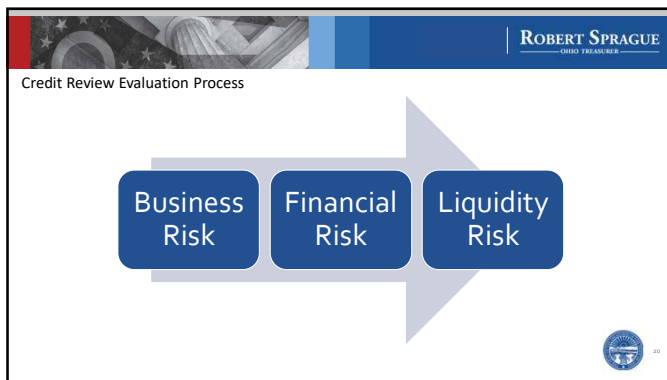 ROBERT SPRAGUE
OHIO TREASURER
Credit Review Evaluation Process
Business
Risk
Financial
Risk
Liquidity
Risk
20